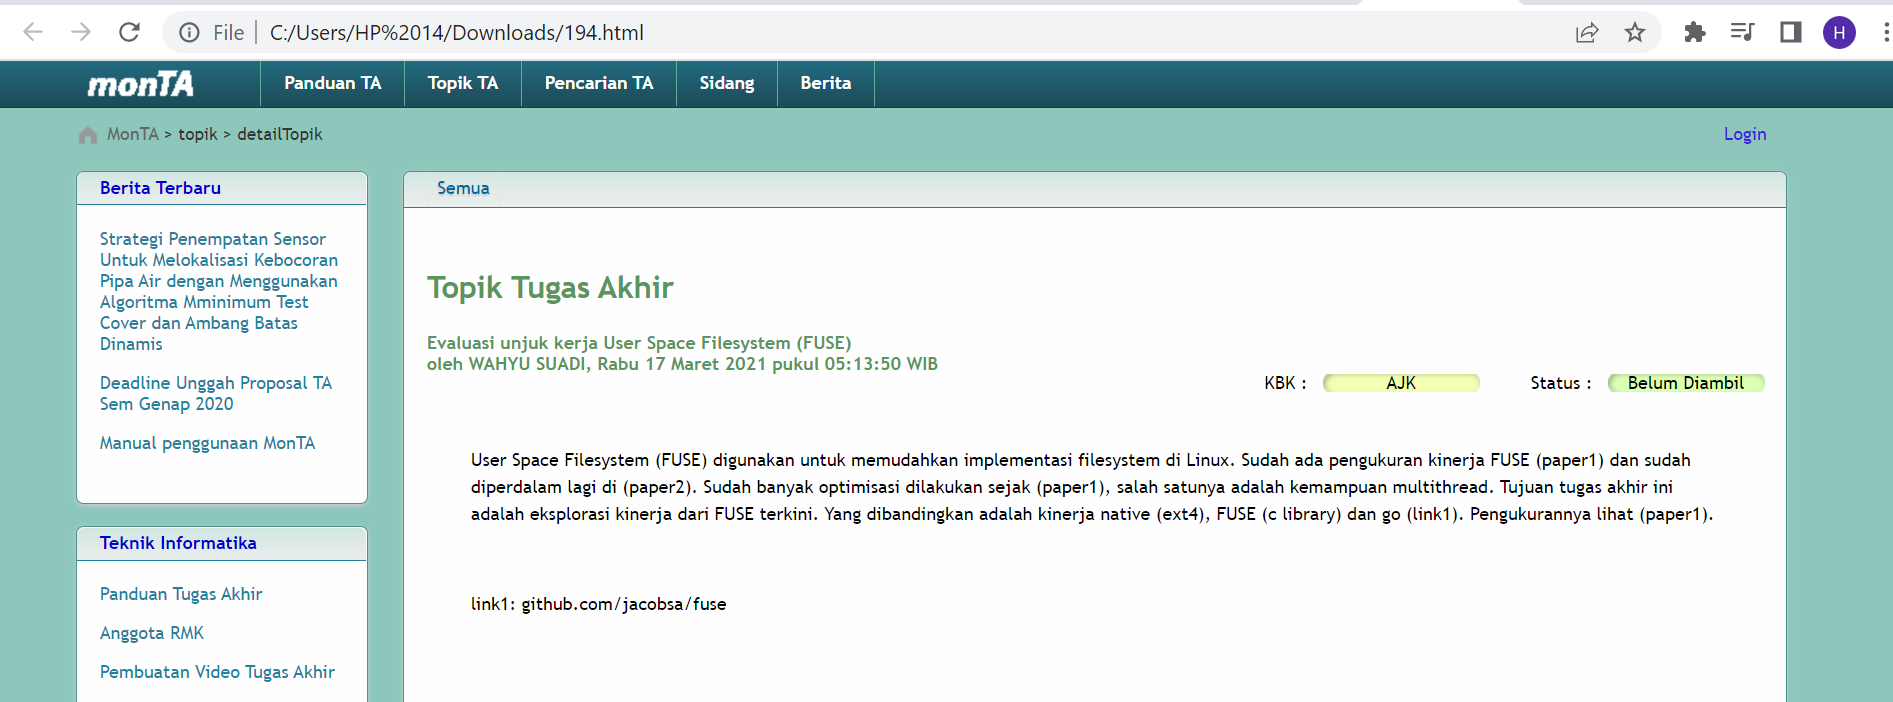 File | C:/Users/HP%2014/Downloads/194.html
H
monTA
Panduan TA
Topik TA
Pencarian TA
Sidang
Berita
MonTA > topik > detailTopik
Login
Berita Terbaru
Strategi Penempatan Sensor
Untuk Melokalisasi Kebocoran
Pipa Air dengan Menggunakan
Algoritma Mminimum Test
Cover dan Ambang Batas
Dinamis
Deadline Unggah Proposal TA
Sem Genap 2020
Manual penggunaan MonTA
Teknik Informatika
Panduan Tugas Akhir
Anggota RMK
Pembuatan Video Tugas Akhir
Semua
Topik Tugas Akhir
Evaluasi unjuk kerja User Space Filesystem (FUSE)
oleh WAHYU SUADI, Rabu 17 Maret 2021 pukul 05:13:50 WIB
KBK : AJK Status : Belum Diambil
User Space Filesystem (FUSE) digunakan untuk memudahkan implementasi filesystem di Linux. Sudah ada pengukuran kinerja FUSE (paper1) dan sudah
diperdalam lagi di (paper2). Sudah banyak optimisasi dilakukan sejak (paper1), salah satunya adalah kemampuan multithread. Tujuan tugas akhir ini
adalah eksplorasi kinerja dari FUSE terkini. Yang dibandingkan adalah kinerja native (ext4), FUSE (c library) dan go (link1). Pengukurannya lihat (paper1).
link1: github.com/jacobsa/fuse